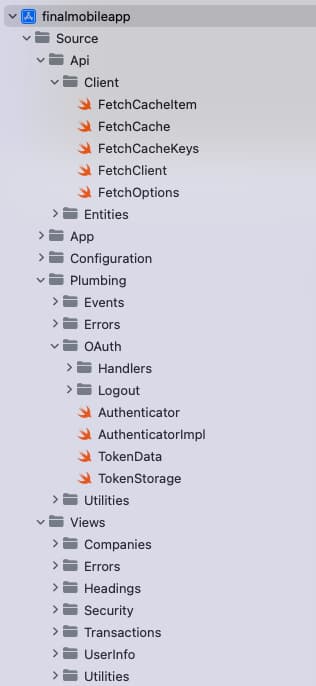 finalmobileapp
Source
Api
Client
FetchCacheItem
FetchCache
FetchCacheKeys
FetchClient
FetchOptions
Entities
App
Configuration
Plumbing
Events
Errors
OAuth
Handlers
Logout
Authenticator
AuthenticatorImpl
TokenData
TokenStorage
Utilities
Views
Companies
Errors
Headings
Security
Transactions
UserInfo
Utilities